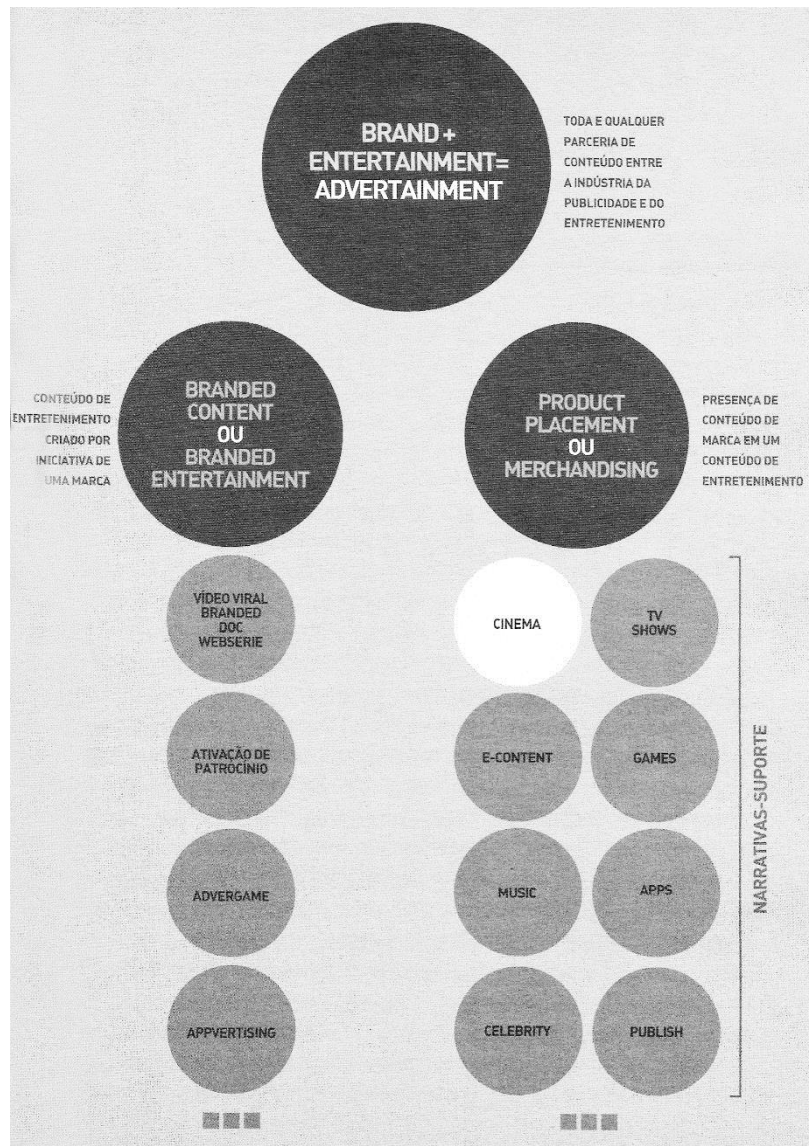 BRAND +
ENTERTAINMENT=
ADVERTAINMENT
TODA E QUALQUER
PARCERIA DE
CONTEÚDO ENTRE
A INDÚSTRIA DA
PUBLICIDADE E DO
ENTRETENIMENTO
CONTEÚDO DE
ENTRETENIMENTO
CRIADO POR
INICIATIVA DE
UMA MARCA
BRANDED
CONTENT
OU
BRANDED
ENTERTAINMENT
PRODUCT
PLACEMENT
OU
MERCHANDISING
PRESENÇA DE
CONTEÚDO DE
MARCA EM UM
CONTEÚDO DE
ENTRETENIMENTO
VÍDEO VIRAL
BRANDED
DOC
WEBSERIE
ATIVAÇÃO DE
PATROCÍNIO
ADVERGAME
APPVERTISING
CINEMA
TV
SHOWS
E-CONTENT
GAMES
MUSIC
APPS
CELEBRITY
PUBLISH
NARRATIVAS-SUPORTE